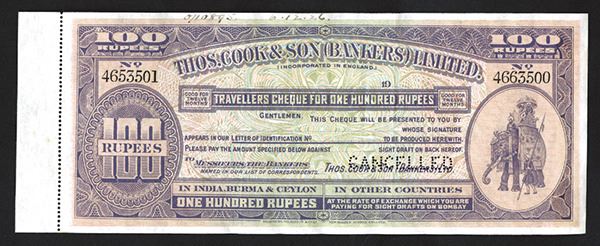 0/10893 6.12.26.
100 RUPEES
100 RUPEES
THOS. COOK & SON (BANKERS) LIMITED.
(INCORPORATED IN ENGLAND)
No 4653501
No 4663500
19
GOOD FOR TWELVE MONTHS
TRAVELLERS CHEQUE FOR ONE HUNDRED RUPEES
GOOD FOR TWELVE MONTHS
GENTLEMEN, THIS CHEQUE WILL BE PRESENTED TO YOU BY
WHOSE SIGNATURE
APPEARS IN OUR LETTER OF IDENTIFICATION No TO BE PRODUCED HEREWITH.
PLEASE PAY THE AMOUNT SPECIFIED BELOW AGAINST SIGHT DRAFT ON BACK HEREOF.
100 RUPEES
TO MESSIEURS THE BANKERS
NAMED IN OUR LIST OF CORRESPONDENTS.
CANCELLED
THOS. COOK & SON (BANKERS) LTD.
IN INDIA, BURMA & CEYLON
IN OTHER COUNTRIES
ONE HUNDRED RUPEES
AT THE RATE OF EXCHANGE WHICH YOU ARE PAYING FOR SIGHT DRAFTS ON BOMBAY